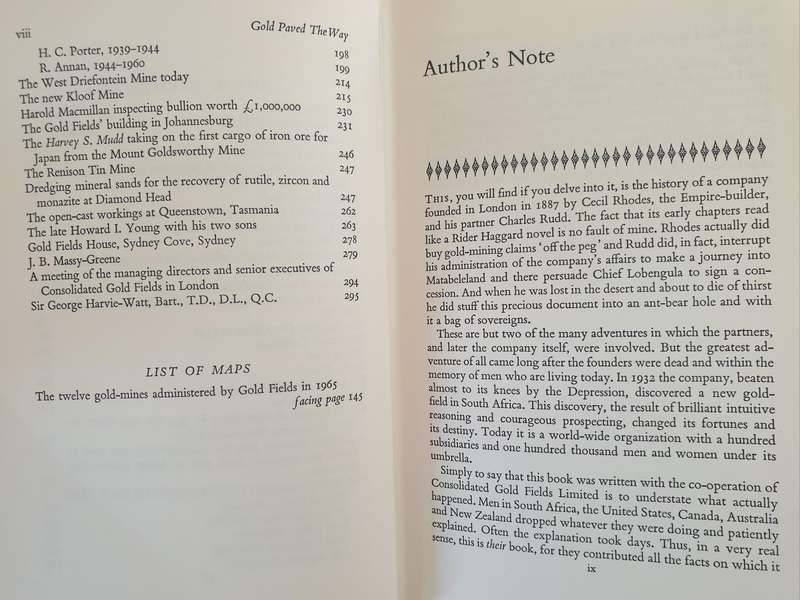 viii
Gold Paved The Way
H. C. Porter, 1939–1944 198
R. Annan, 1944–1960 199
The West Driefontein Mine today 214
The new Kloof Mine 215
Harold Macmillan inspecting bullion worth £1,000,000 230
The Gold Fields' building in Johannesburg 231
The Harvey S. Mudd taking on the first cargo of iron ore for
Japan from the Mount Goldsworthy Mine 246
The Renison Tin Mine 247
Dredging mineral sands for the recovery of rutile, zircon and
monazite at Diamond Head 247
The open-cast workings at Queenstown, Tasmania 262
The late Howard I. Young with his two sons 263
Gold Fields House, Sydney Cove, Sydney 278
J. B. Massy-Greene 279
A meeting of the managing directors and senior executives of
Consolidated Gold Fields in London 294
Sir George Harvie-Watt, Bart., T.D., D.L., Q.C. 295
LIST OF MAPS
The twelve gold-mines administered by Gold Fields in 1965
facing page 145
Author's Note
THIS, you will find if you delve into it, is the history of a company
founded in London in 1887 by Cecil Rhodes, the Empire-builder,
and his partner Charles Rudd. The fact that its early chapters read
like a Rider Haggard novel is no fault of mine. Rhodes actually did
buy gold-mining claims 'off the peg' and Rudd did, in fact, interrupt
his administration of the company's affairs to make a journey into
Matabeleland and there persuade Chief Lobengula to sign a con-
cession. And when he was lost in the desert and about to die of thirst
he did stuff this precious document into an ant-bear hole and with
it a bag of sovereigns.
These are but two of the many adventures in which the partners,
and later the company itself, were involved. But the greatest ad-
venture of all came long after the founders were dead and within the
memory of men who are living today. In 1932 the company, beaten
almost to its knees by the Depression, discovered a new gold-
field in South Africa. This discovery, the result of brilliant intuitive
reasoning and courageous prospecting, changed its fortunes and
its destiny. Today it is a world-wide organization with a hundred
subsidiaries and one hundred thousand men and women under its
umbrella.
Simply to say that this book was written with the co-operation of
Consolidated Gold Fields Limited is to understate what actually
happened. Men in South Africa, the United States, Canada, Australia
and New Zealand dropped whatever they were doing and patiently
explained. Often the explanation took days. Thus, in a very real
sense, this is their book, for they contributed all the facts on which it
ix